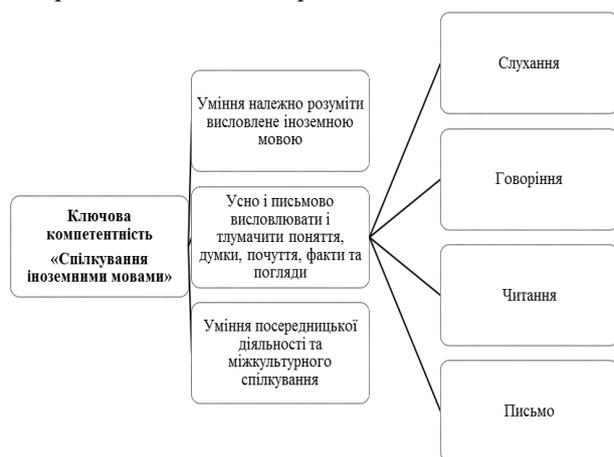 Ключова
компетентність
«Спілкування
іноземними мовами»
Уміння належно розуміти
висловлене іноземною
мовою
Усно і письмово
висловлювати і
тлумачити поняття,
думки, почуття, факти та
погляди
Уміння посередницької
діяльності та
міжкультурного
спілкування
Слухання
Говоріння
Читання
Письмо